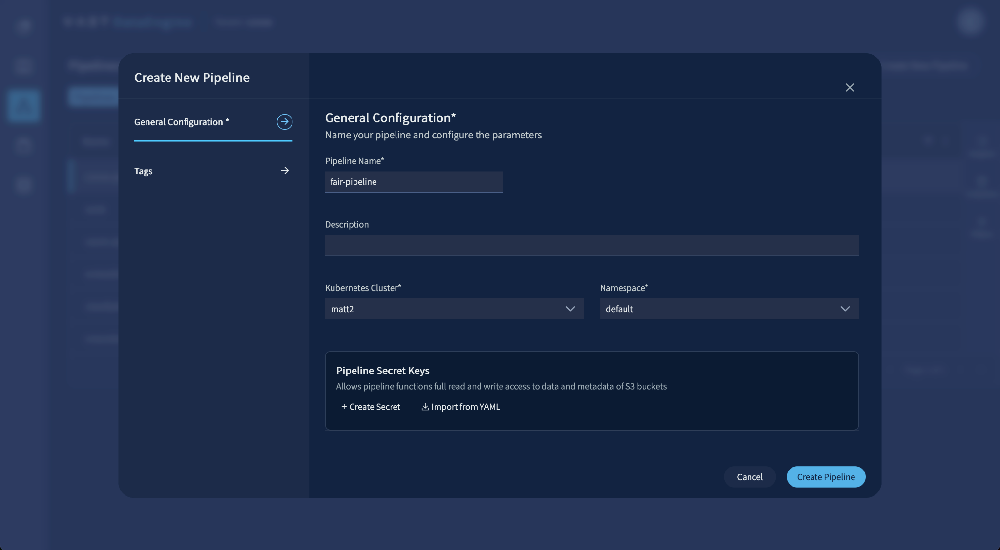 Create New Pipeline
General Configuration *
Tags
General Configuration*
Name your pipeline and configure the parameters
Pipeline Name*
fair-pipeline
Description
Kubernetes Cluster*
Namespace*
matt2
default
Pipeline Secret Keys
Allows pipeline functions full read and write access to data and metadata of S3 buckets
+ Create Secret
Import from YAML
Cancel
Create Pipeline